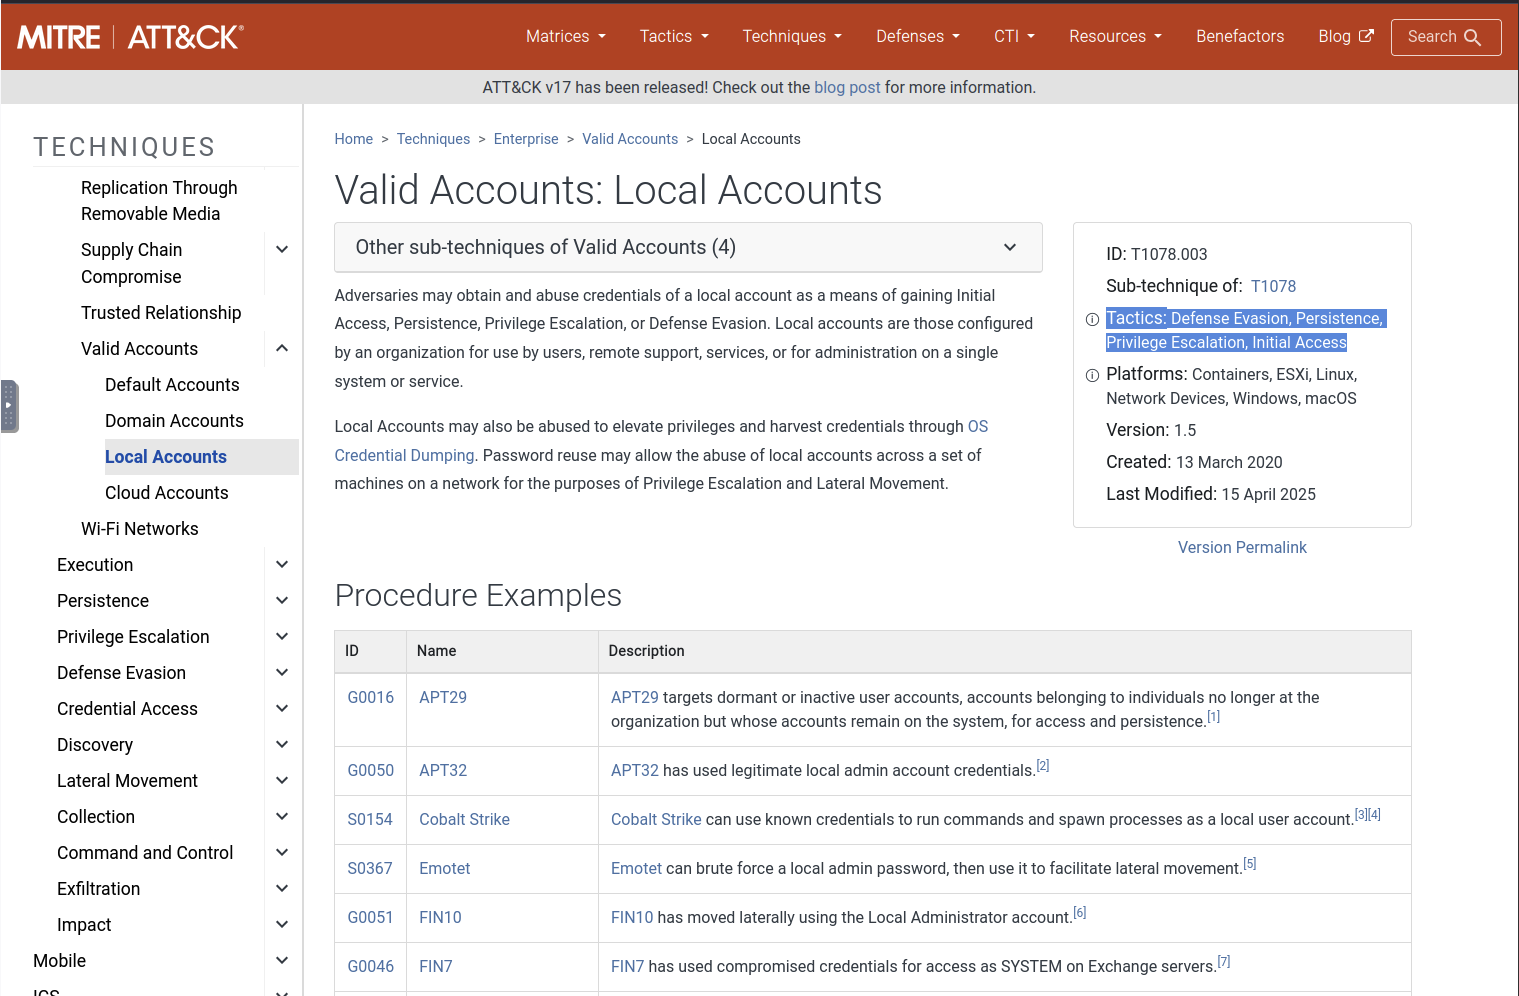 MITRE | ATT&CK®
Matrices
Tactics
Techniques
Defenses
CTI
Resources
Benefactors
Blog
Search
ATT&CK v17 has been released! Check out the blog post for more information.
TECHNIQUES
Replication Through
Removable Media
Supply Chain
Compromise
Trusted Relationship
Valid Accounts
Default Accounts
Domain Accounts
Local Accounts
Cloud Accounts
Wi-Fi Networks
Execution
Persistence
Privilege Escalation
Defense Evasion
Credential Access
Discovery
Lateral Movement
Collection
Command and Control
Exfiltration
Impact
Mobile
ICS
Home > Techniques > Enterprise > Valid Accounts > Local Accounts
Valid Accounts: Local Accounts
Other sub-techniques of Valid Accounts (4)
Adversaries may obtain and abuse credentials of a local account as a means of gaining Initial
Access, Persistence, Privilege Escalation, or Defense Evasion. Local accounts are those configured
by an organization for use by users, remote support, services, or for administration on a single
system or service.
Local Accounts may also be abused to elevate privileges and harvest credentials through OS
Credential Dumping. Password reuse may allow the abuse of local accounts across a set of
machines on a network for the purposes of Privilege Escalation and Lateral Movement.
ID: T1078.003
Sub-technique of: T1078
Tactics: Defense Evasion, Persistence,
Privilege Escalation, Initial Access
Platforms: Containers, ESXi, Linux,
Network Devices, Windows, macOS
Version: 1.5
Created: 13 March 2020
Last Modified: 15 April 2025
Version Permalink
Procedure Examples
ID Name Description
G0016 APT29 APT29 targets dormant or inactive user accounts, accounts belonging to individuals no longer at the
organization but whose accounts remain on the system, for access and persistence.[1]
G0050 APT32 APT32 has used legitimate local admin account credentials.[2]
S0154 Cobalt Strike Cobalt Strike can use known credentials to run commands and spawn processes as a local user account.[3][4]
S0367 Emotet Emotet can brute force a local admin password, then use it to facilitate lateral movement.[5]
G0051 FIN10 FIN10 has moved laterally using the Local Administrator account.[6]
G0046 FIN7 FIN7 has used compromised credentials for access as SYSTEM on Exchange servers.[7]